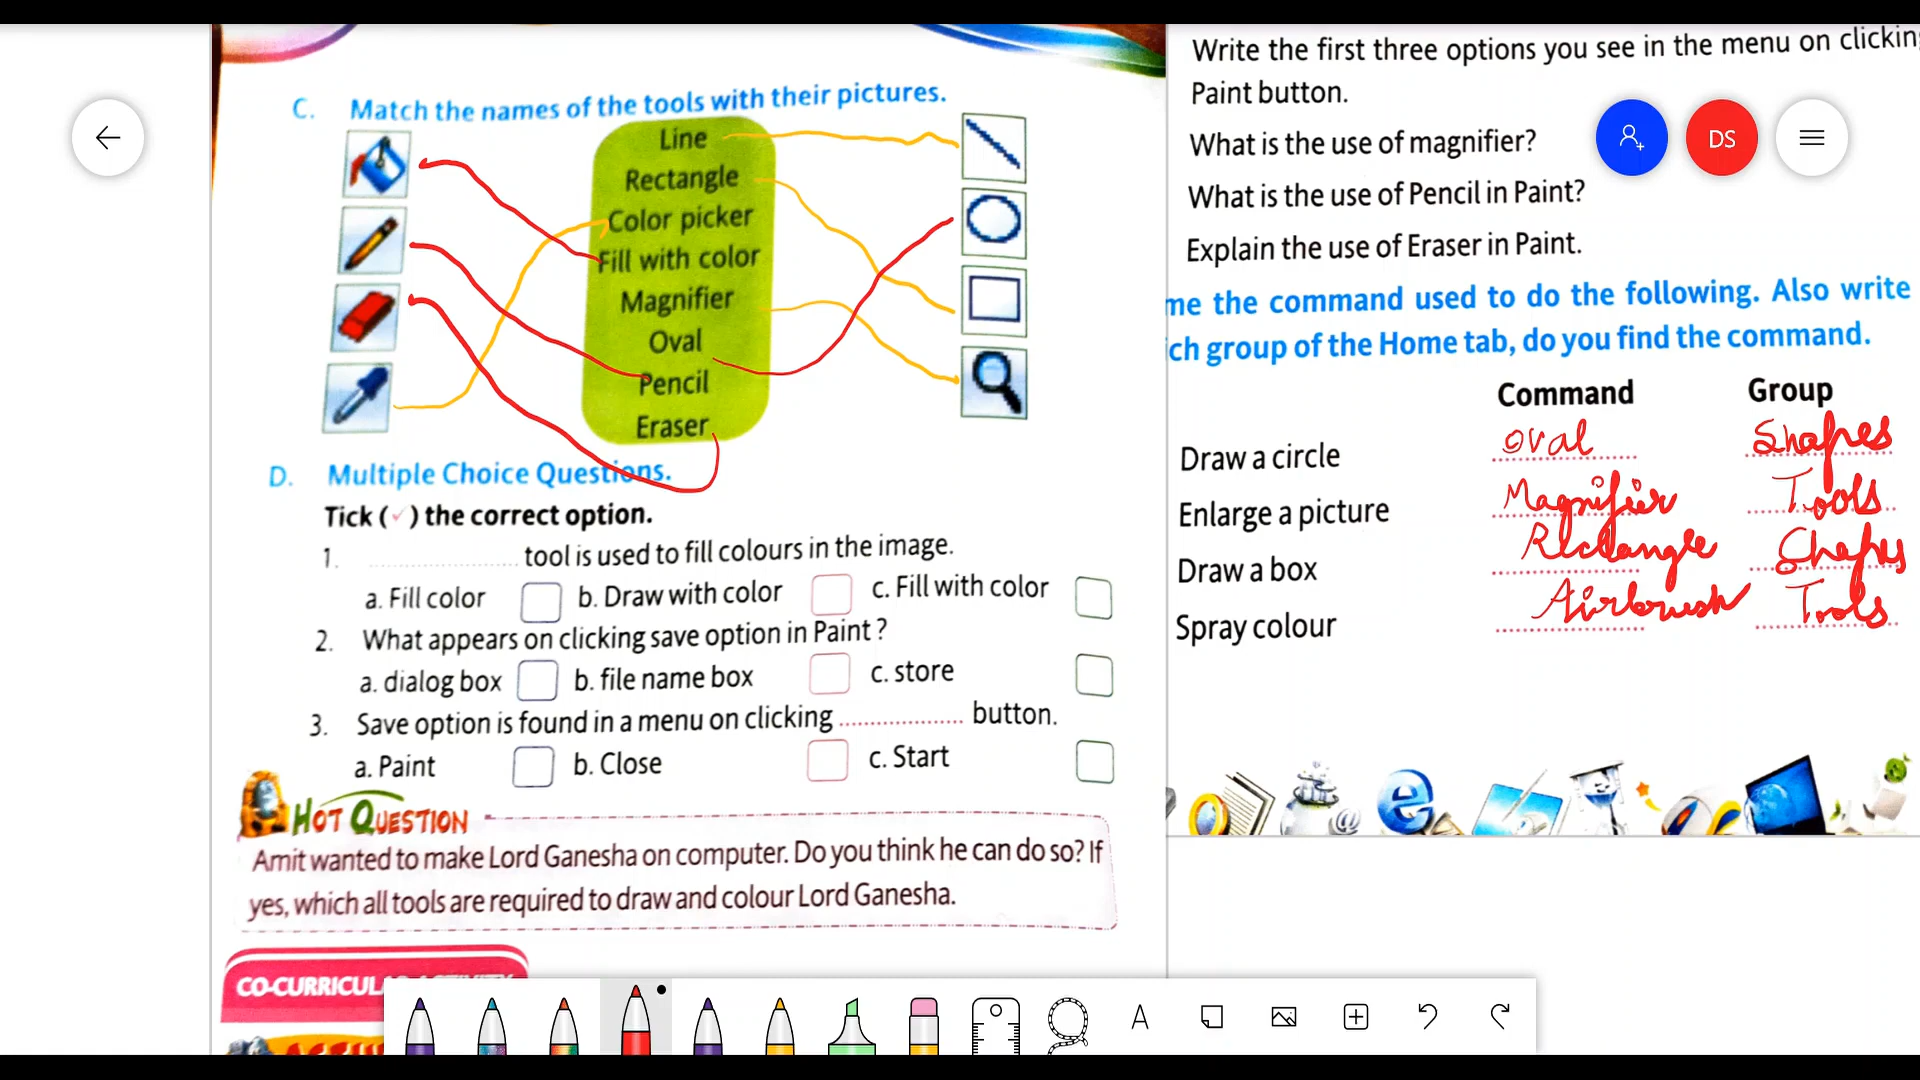 C. Match the names of the tools with their pictures.
Line
Rectangle
Color picker
Fill with color
Magnifier
Oval
Pencil
Eraser
D. Multiple Choice Questions.
Tick (✓) the correct option.
1. .................... tool is used to fill colours in the image.
a. Fill color b. Draw with color c. Fill with color
2. What appears on clicking save option in Paint ?
a. dialog box b. file name box c. store
3. Save option is found in a menu on clicking .................... button.
a. Paint b. Close c. Start
HOT QUESTION
Amit wanted to make Lord Ganesha on computer. Do you think he can do so? If
yes, which all tools are required to draw and colour Lord Ganesha.
Write the first three options you see in the menu on
Paint button.
What is the use of magnifier?
What is the use of Pencil in Paint?
Explain the use of Eraser in Paint.
the command used to do the following. Also write
group of the Home tab, do you find the command.
Command Group
Draw a circle Oval Shapes
Enlarge a picture Magnifier Tools
Draw a box Rectangle Shapes
Spray colour Airbrush Tools
DS
A